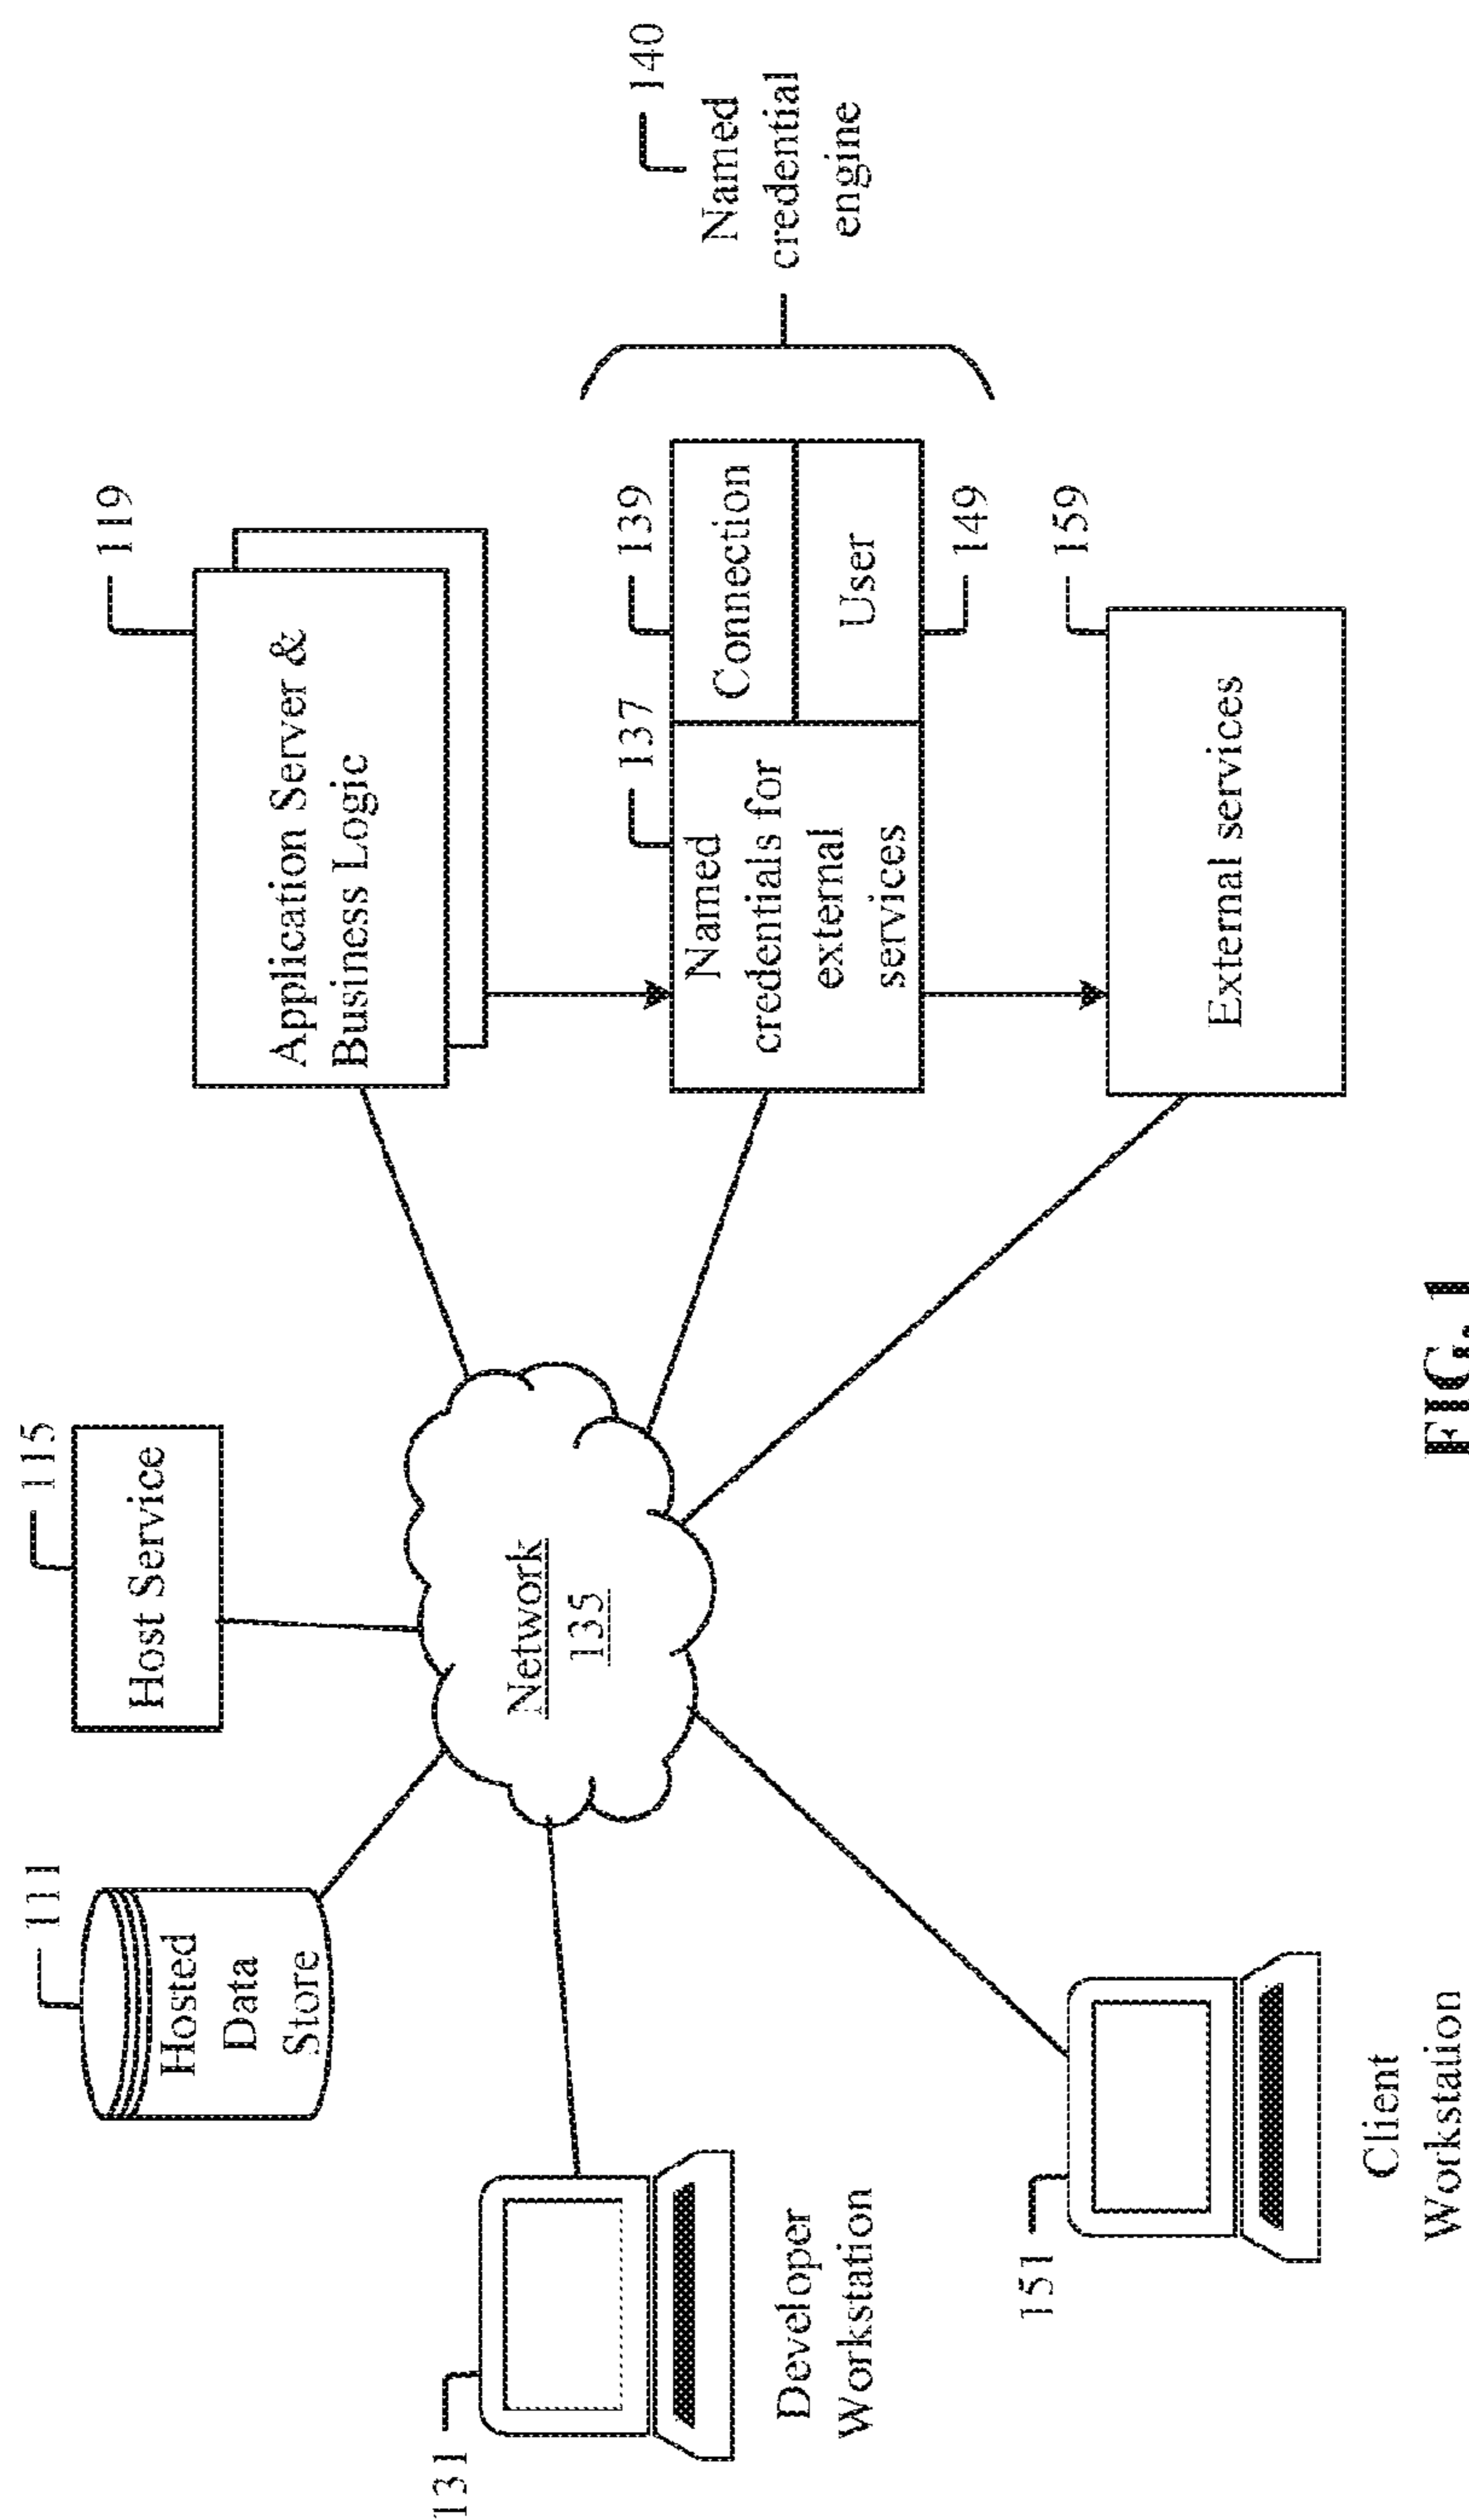 111
Hosted
Data
Store
115
Host Service
119
Application Server &
Business Logic
131
Developer
Workstation
Network
135
137
Named
credentials for
external
services
139
Connection
User
149
140
Named
credential
engine
151
Client
Workstation
159
External services
FIG. 1